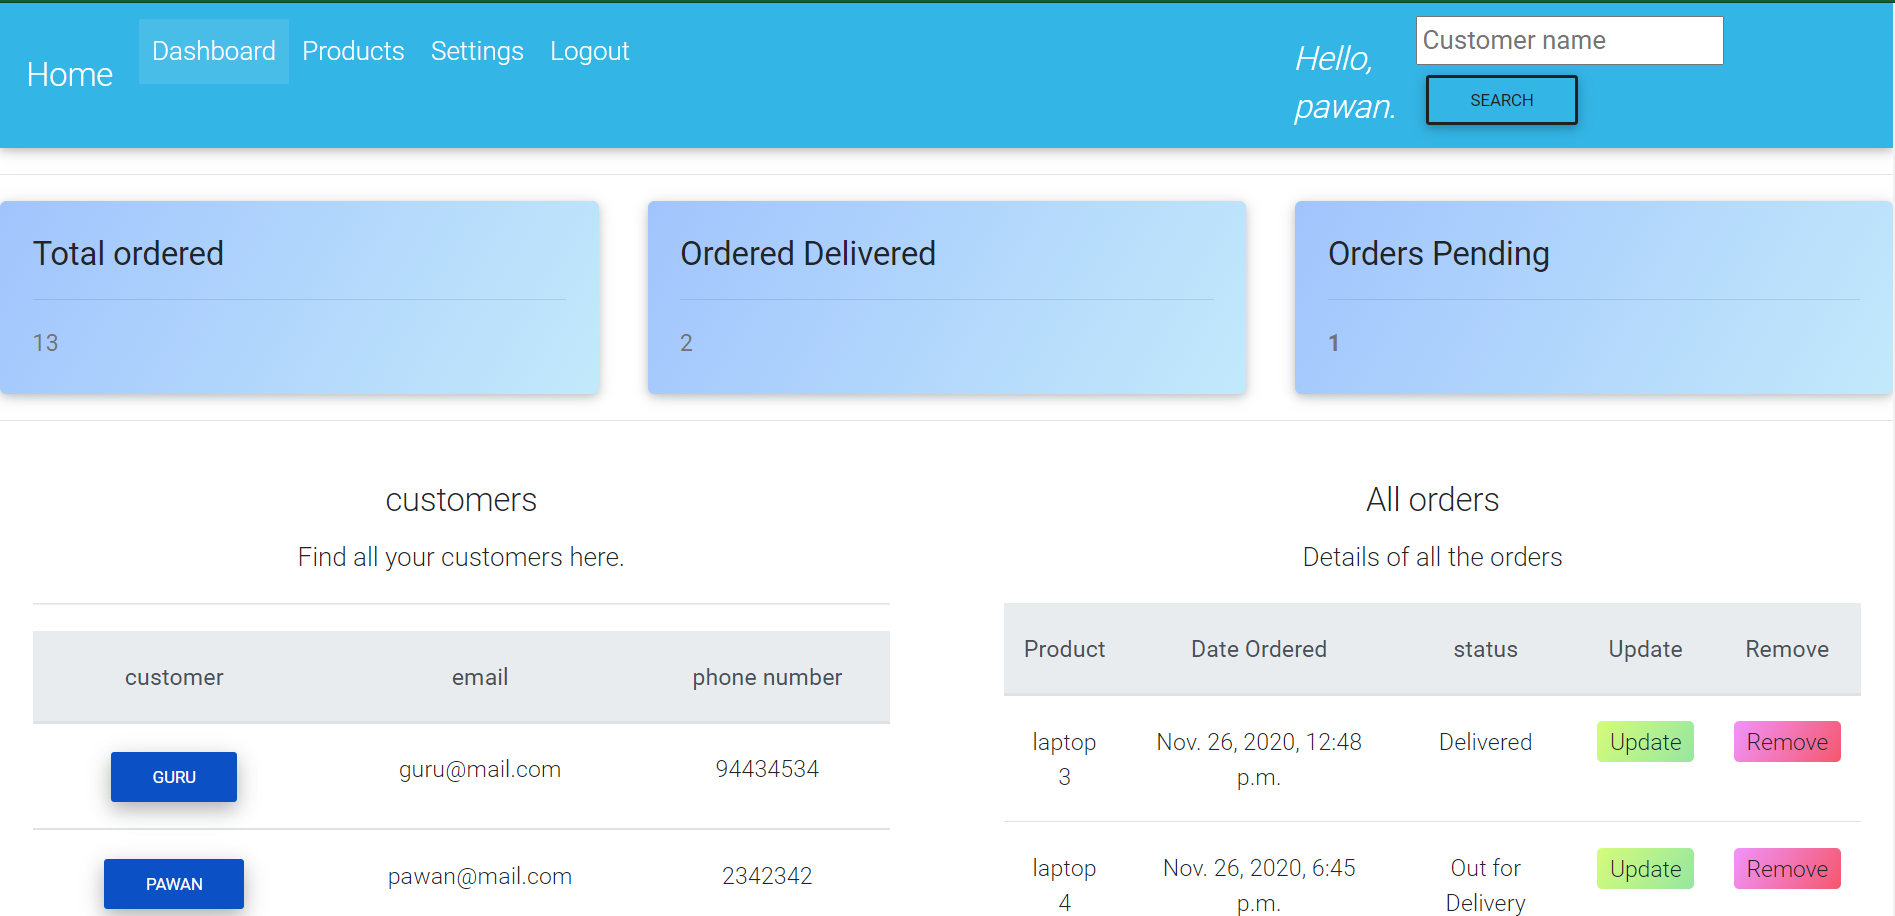 Home
Dashboard Products Settings Logout
Hello,
pawan.
Customer name
SEARCH
Total ordered
13
Ordered Delivered
2
Orders Pending
1
customers
Find all your customers here.
customer email phone number
GURU guru@mail.com 94434534
PAWAN pawan@mail.com 2342342
All orders
Details of all the orders
Product Date Ordered status Update Remove
laptop Nov. 26, 2020, 12:48 Delivered Update Remove
3 p.m.
laptop Nov. 26, 2020, 6:45 Out for Update Remove
4 p.m. Delivery